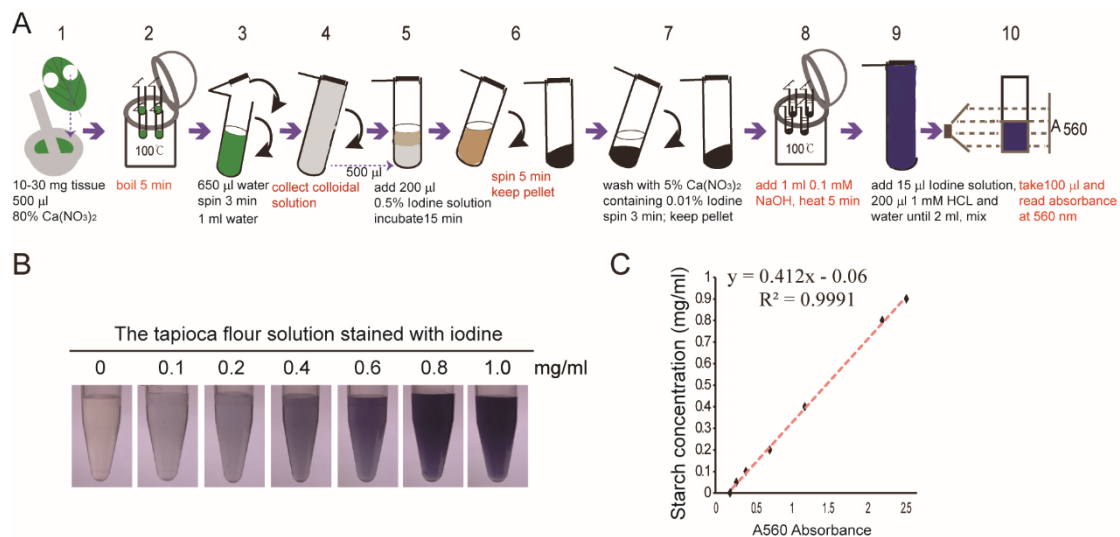 A
1 2 3 4 5 6 7 8 9 10
100℃
500 µl
100℃
A560
10-30 mg tissue
500 µl
80% Ca(NO₃)₂
boil 5 min
650 µl water
spin 3 min
1 ml water
collect colloidal
solution
add 200 µl
0.5% Iodine solution
incubate15 min
spin 5 min
keep pellet
wash with 5% Ca(NO₃)₂
containing 0.01% Iodine
spin 3 min; keep pellet
add 1 ml 0.1 mM
NaOH, heat 5 min
add 15 µl Iodine solution,
200 µl 1 mM HCL and
water until 2 ml, mix
take100 µl and
read absorbance
at 560 nm
B
The tapioca flour solution stained with iodine
0 0.1 0.2 0.4 0.6 0.8 1.0 mg/ml
C
y = 0.412x - 0.06
R² = 0.9991
Starch concentration (mg/ml)
1
0.9
0.8
0.7
0.6
0.5
0.4
0.3
0.2
0.1
0
0 0.5 1 1.5 2 25
A560 Absorbance